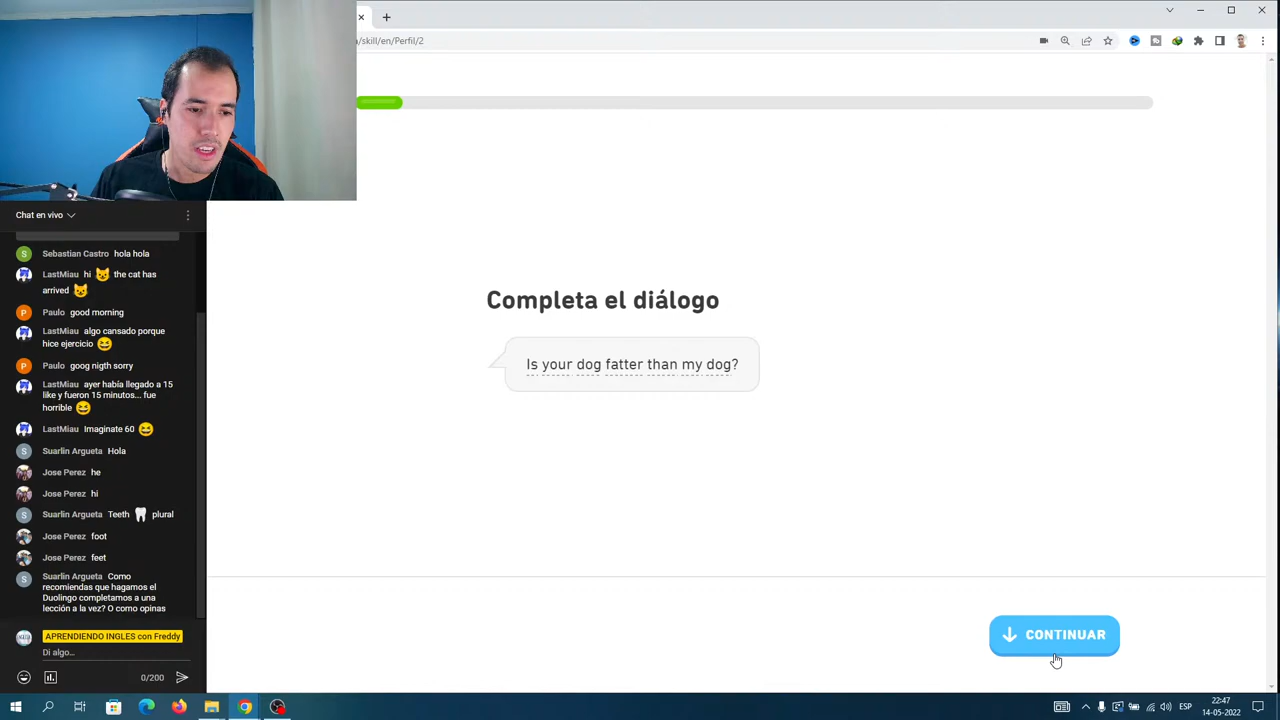 /skill/en/Perfil/2
Completa el diálogo
Is your dog fatter than my dog?
CONTINUAR
Chat en vivo
Sebastian Castro hola hola
LastMiau hi 😼 the cat has
arrived 😼
Paulo good morning
LastMiau algo cansado porque
hice ejercicio 😆
Paulo goog nigth sorry
LastMiau ayer había llegado a 15
like y fueron 15 minutos... fue
horrible 😆
LastMiau Imaginate 60 😆
Suarlin Argueta Hola
Jose Perez he
Jose Perez hi
Suarlin Argueta Teeth 🦷 plural
Jose Perez foot
Jose Perez feet
Suarlin Argueta Como
recomiendas que hagamos el
Duolingo completamos a una
lección a la vez? O como opinas
APRENDIENDO INGLES con Freddy
Di algo...
0/200
ESP
22:47
14-05-2022